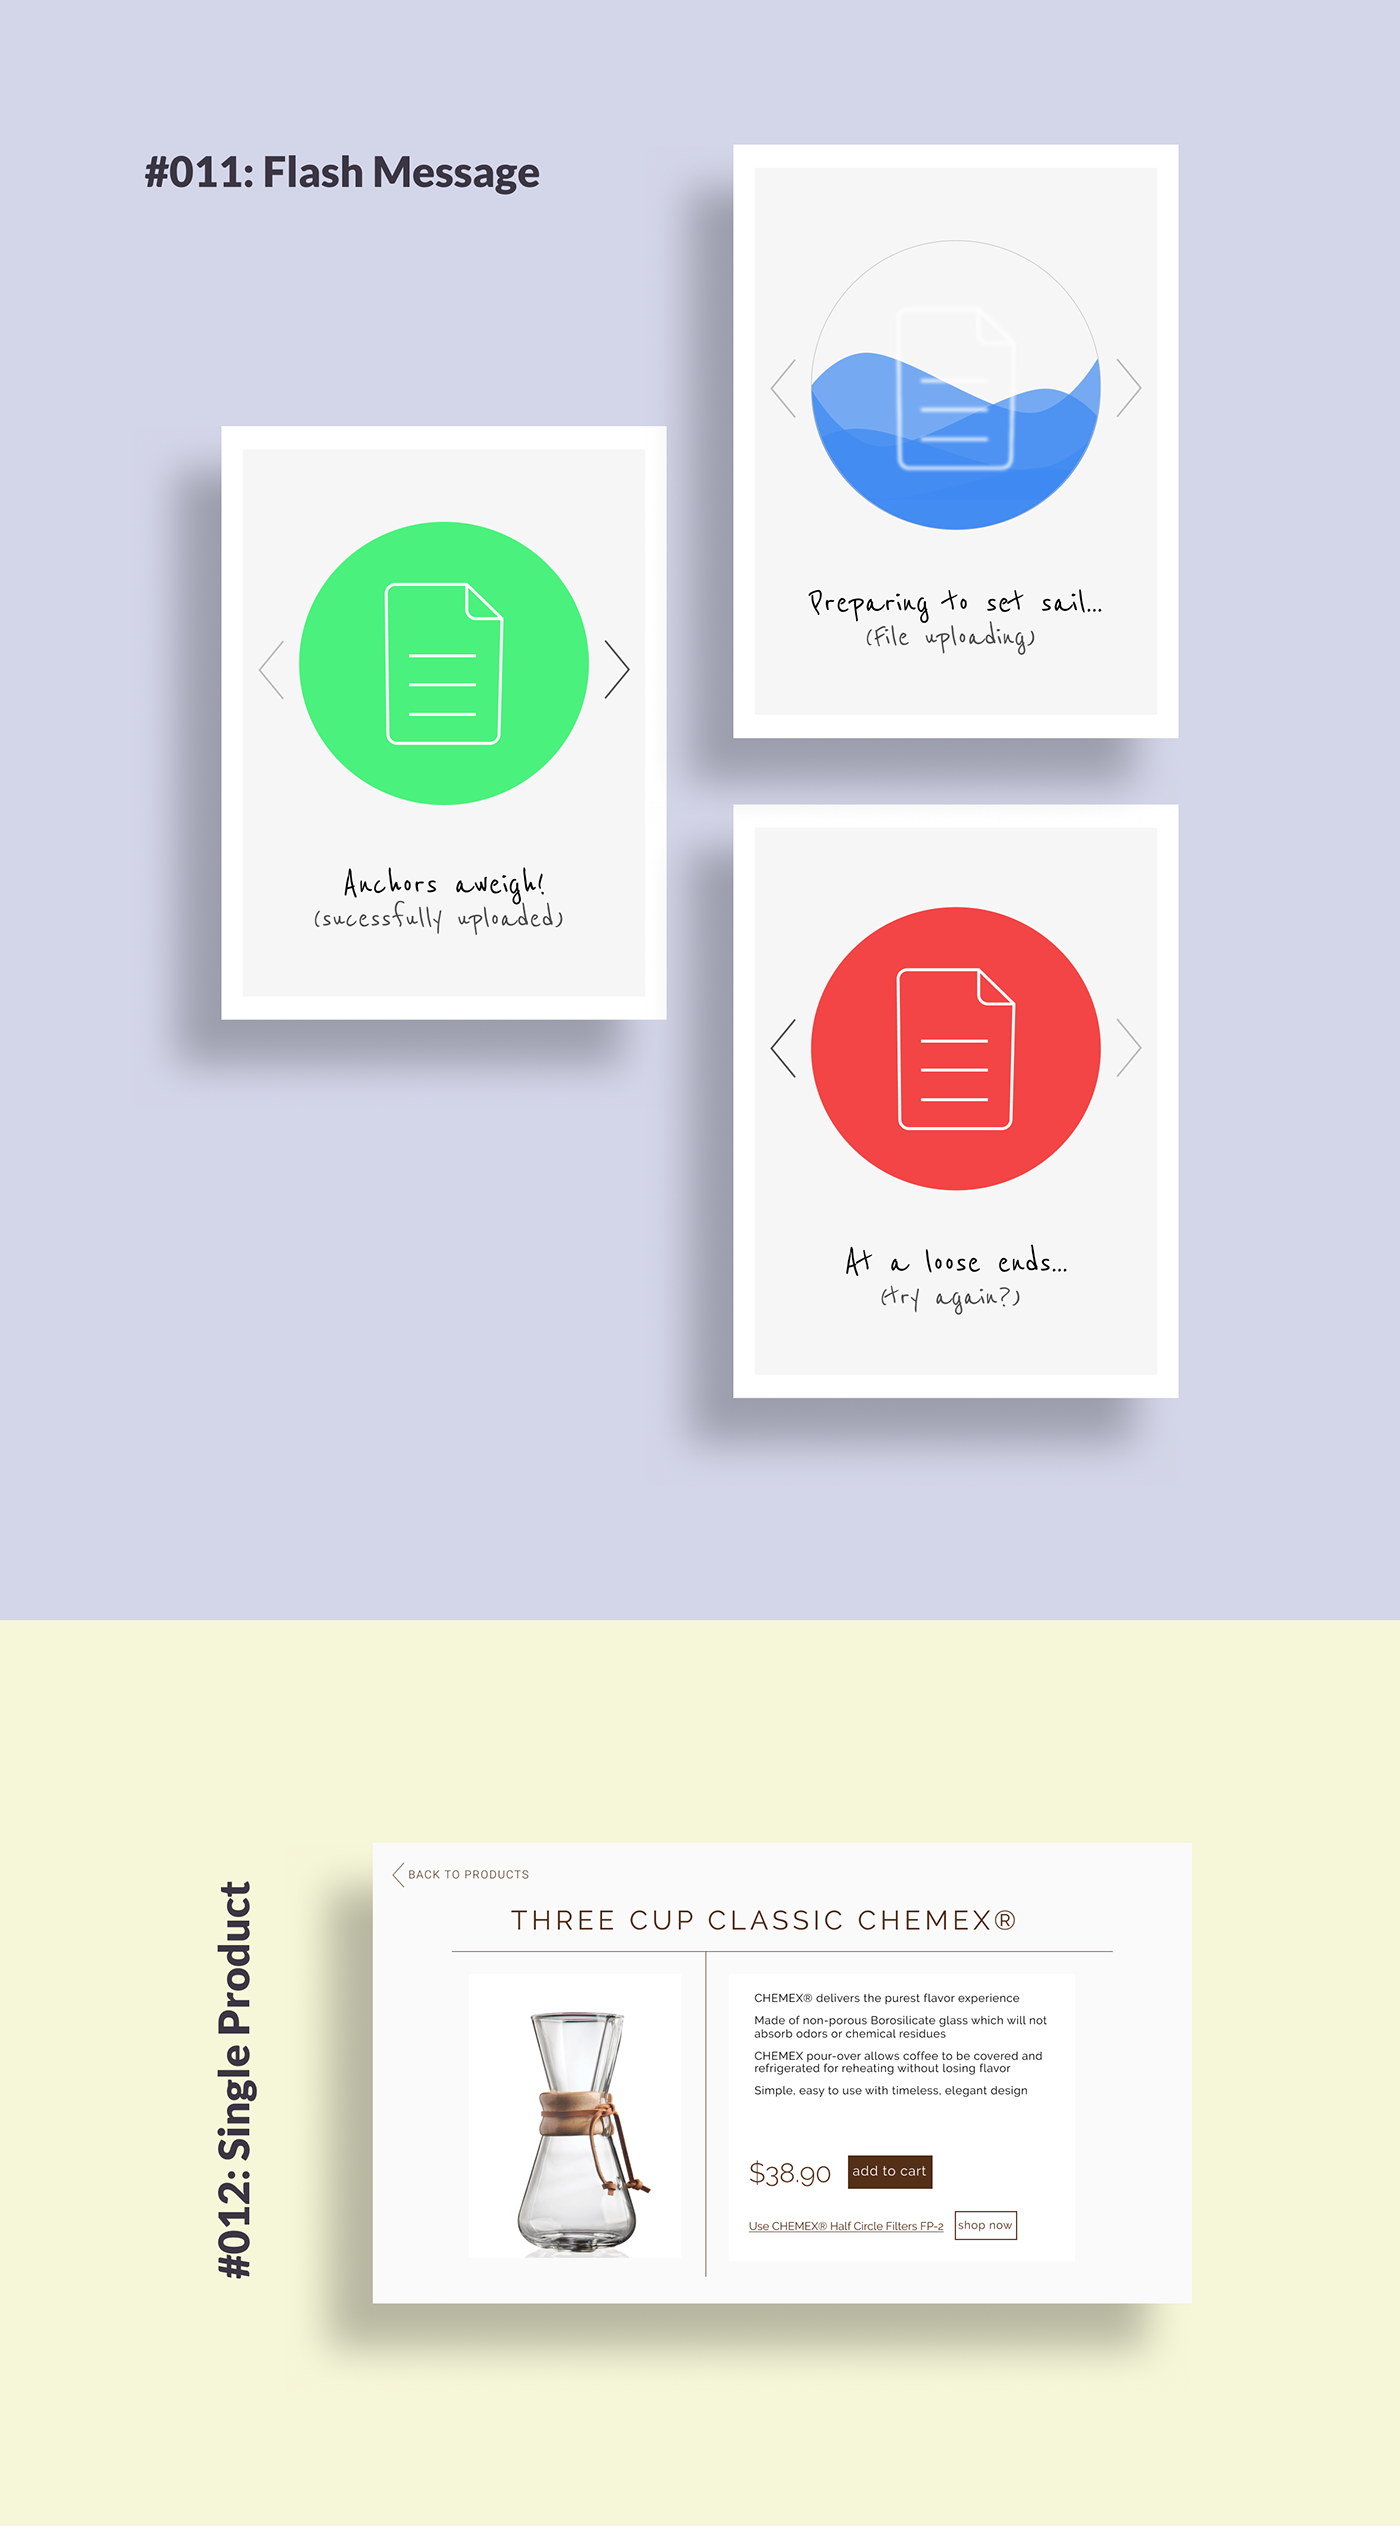 #011: Flash Message
Preparing to set sail...
(File uploading)
Anchors aweigh!
(sucessfully uploaded)
At a loose ends...
(try again?)
#012: Single Product
BACK TO PRODUCTS
THREE CUP CLASSIC CHEMEX®
CHEMEX® delivers the purest flavor experience
Made of non-porous Borosilicate glass which will not
absorb odors or chemical residues
CHEMEX pour-over allows coffee to be covered and
refrigerated for reheating without losing flavor
Simple, easy to use with timeless, elegant design
$38.90
add to cart
Use CHEMEX® Half Circle Filters FP-2
shop now